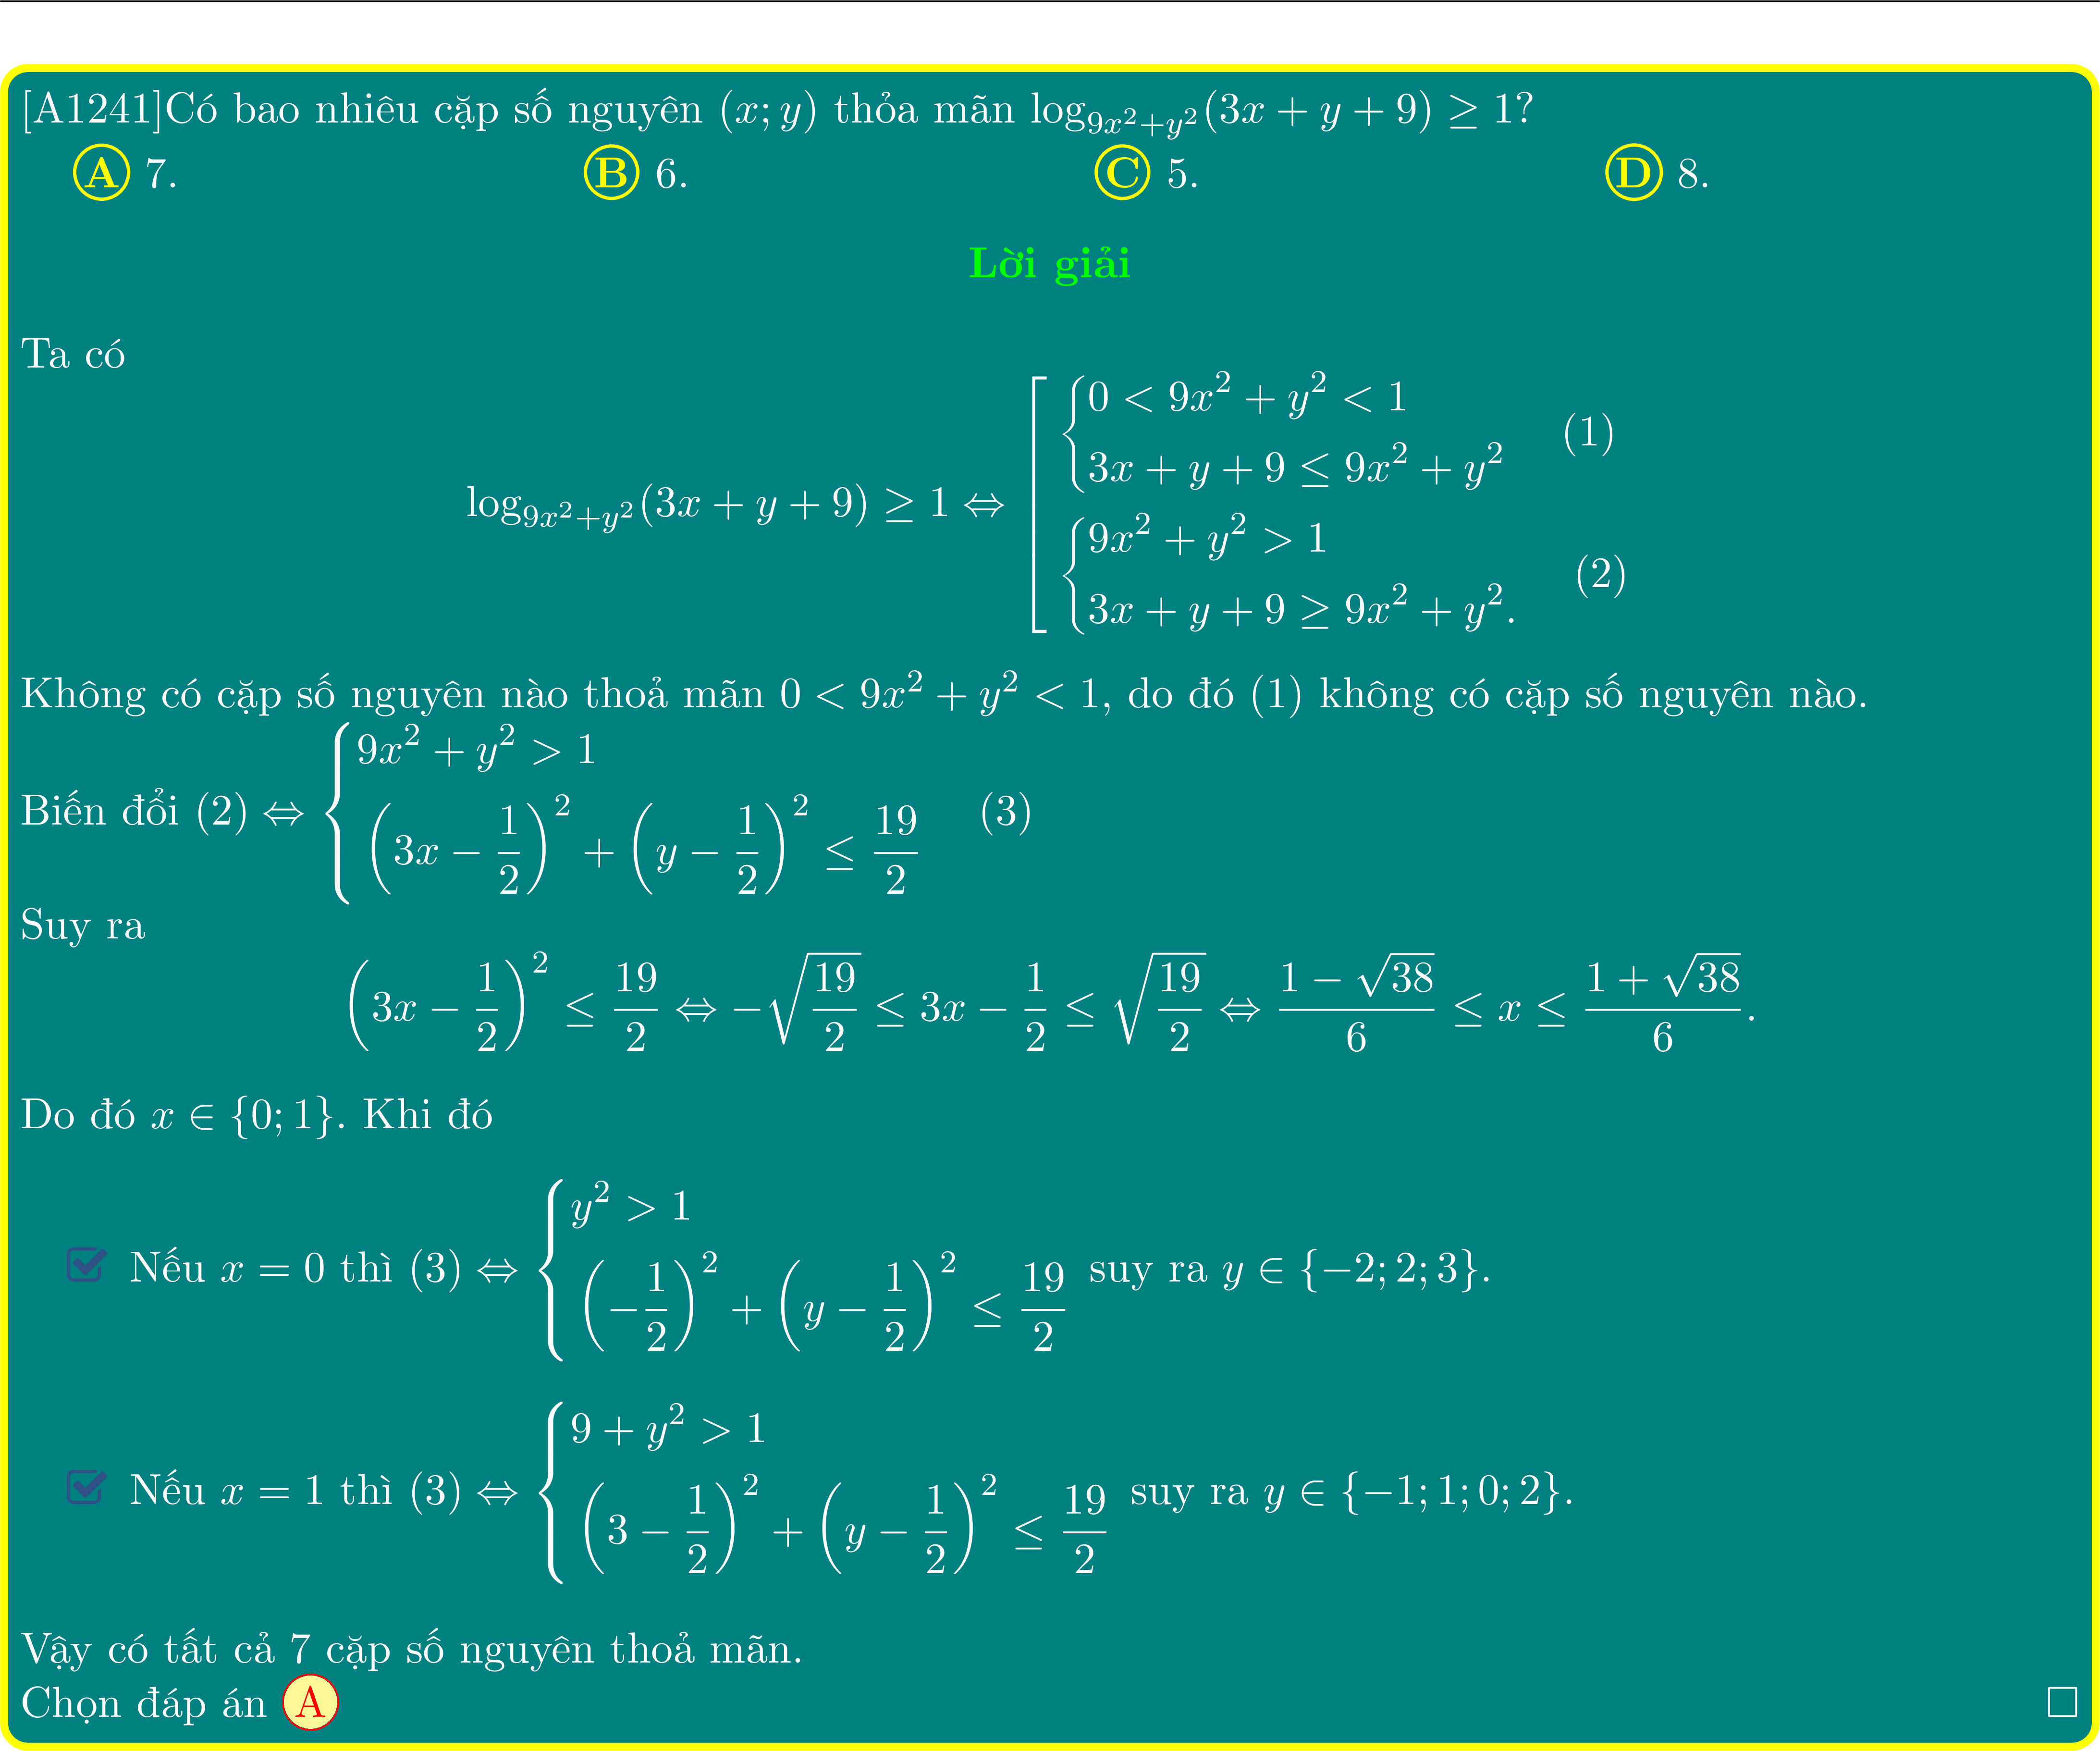 [A1241]Có bao nhiêu cặp số nguyên $(x; y)$ thỏa mãn $\log_{9x^2+y^2}(3x + y + 9) \geq 1$?
Ⓐ 7. Ⓑ 6. Ⓒ 5. Ⓓ 8.
Lời giải
Ta có
$\log_{9x^2+y^2}(3x + y + 9) \geq 1 \Leftrightarrow \left[\begin{array}{l} \begin{cases} 0 < 9x^2 + y^2 < 1 \\ 3x + y + 9 \leq 9x^2 + y^2 \end{cases} \quad (1) \\ \begin{cases} 9x^2 + y^2 > 1 \\ 3x + y + 9 \geq 9x^2 + y^2. \end{cases} \quad (2) \end{array}\right.$
Không có cặp số nguyên nào thoả mãn $0 < 9x^2 + y^2 < 1$, do đó (1) không có cặp số nguyên nào.
Biến đổi $(2) \Leftrightarrow \begin{cases} 9x^2 + y^2 > 1 \\ \left(3x - \frac{1}{2}\right)^2 + \left(y - \frac{1}{2}\right)^2 \leq \frac{19}{2} \end{cases} \quad (3)$
Suy ra
$\left(3x - \frac{1}{2}\right)^2 \leq \frac{19}{2} \Leftrightarrow -\sqrt{\frac{19}{2}} \leq 3x - \frac{1}{2} \leq \sqrt{\frac{19}{2}} \Leftrightarrow \frac{1 - \sqrt{38}}{6} \leq x \leq \frac{1 + \sqrt{38}}{6}.$
Do đó $x \in \{0; 1\}$. Khi đó
☑ Nếu $x = 0$ thì $(3) \Leftrightarrow \begin{cases} y^2 > 1 \\ \left(-\frac{1}{2}\right)^2 + \left(y - \frac{1}{2}\right)^2 \leq \frac{19}{2} \end{cases}$ suy ra $y \in \{-2; 2; 3\}$.
☑ Nếu $x = 1$ thì $(3) \Leftrightarrow \begin{cases} 9 + y^2 > 1 \\ \left(3 - \frac{1}{2}\right)^2 + \left(y - \frac{1}{2}\right)^2 \leq \frac{19}{2} \end{cases}$ suy ra $y \in \{-1; 1; 0; 2\}$.
Vậy có tất cả 7 cặp số nguyên thoả mãn.
Chọn đáp án Ⓐ □